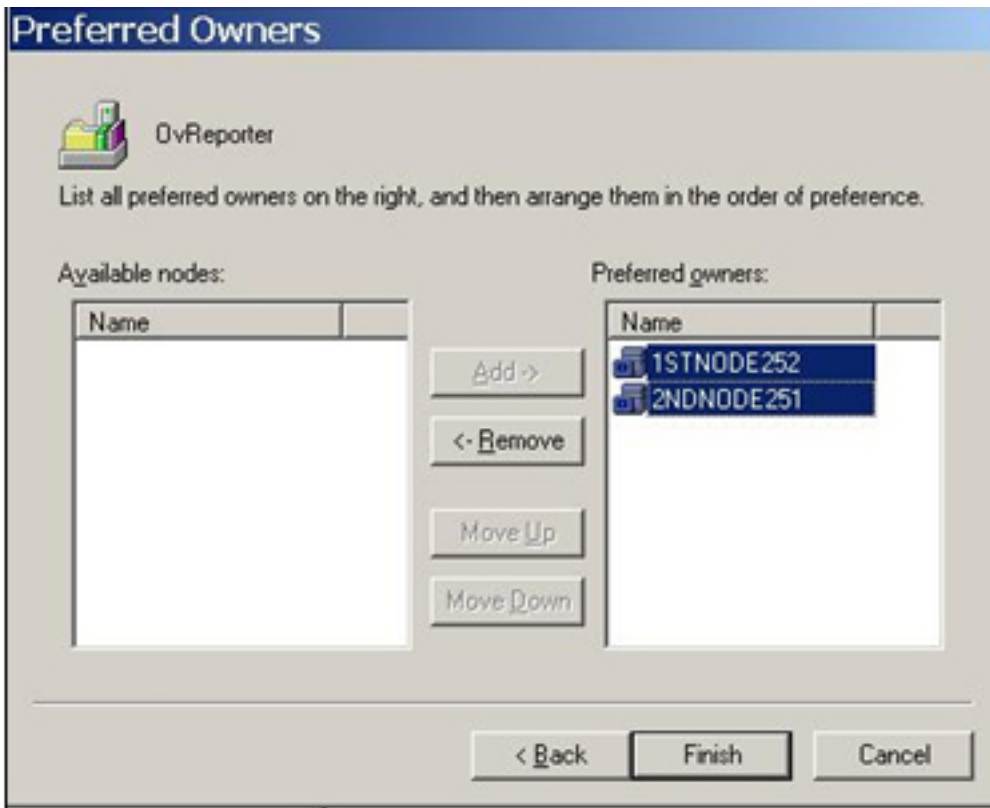 Preferred Owners
OvReporter
List all preferred owners on the right, and then arrange them in the order of preference.
Available nodes:
Preferred owners:
Name
Name
1STNODE252
2NDNODE251
Add ->
<- Remove
Move Up
Move Down
< Back
Finish
Cancel